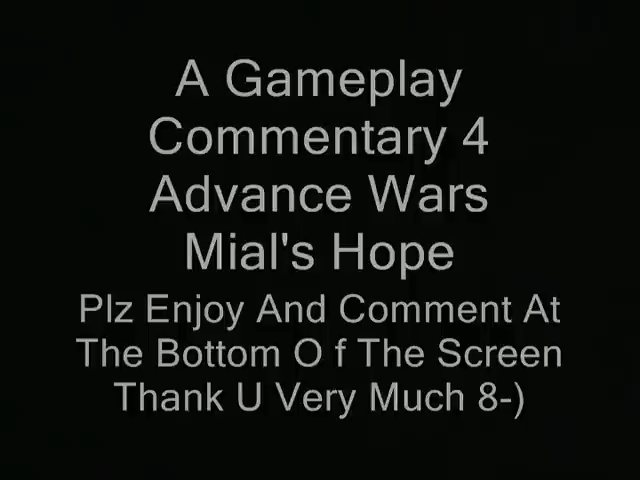 A Gameplay
Commentary 4
Advance Wars
Mial's Hope
Plz Enjoy And Comment At
The Bottom O f The Screen
Thank U Very Much 8-)